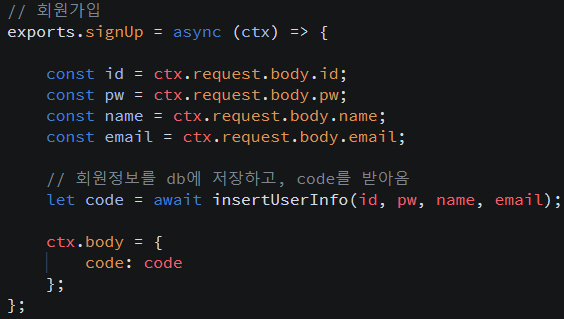 // 회원가입
exports.signUp = async (ctx) => {
const id = ctx.request.body.id;
const pw = ctx.request.body.pw;
const name = ctx.request.body.name;
const email = ctx.request.body.email;
// 회원정보를 db에 저장하고, code를 받아옴
let code = await insertUserInfo(id, pw, name, email);
ctx.body = {
code: code
};
};